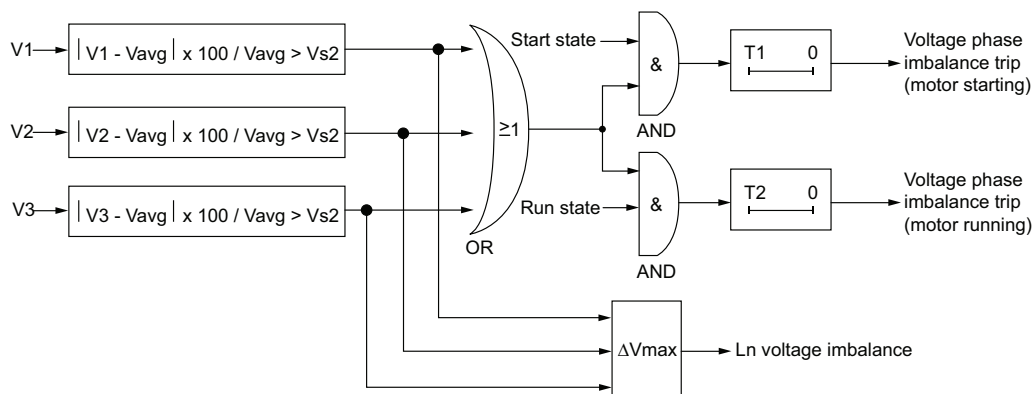 V1
| V1 - Vavg | x 100 / Vavg > Vs2
V2
| V2 - Vavg | x 100 / Vavg > Vs2
V3
| V3 - Vavg | x 100 / Vavg > Vs2
≥1
OR
Start state
&
AND
T1 0
Voltage phase
imbalance trip
(motor starting)
Run state
&
AND
T2 0
Voltage phase
imbalance trip
(motor running)
ΔVmax
Ln voltage imbalance